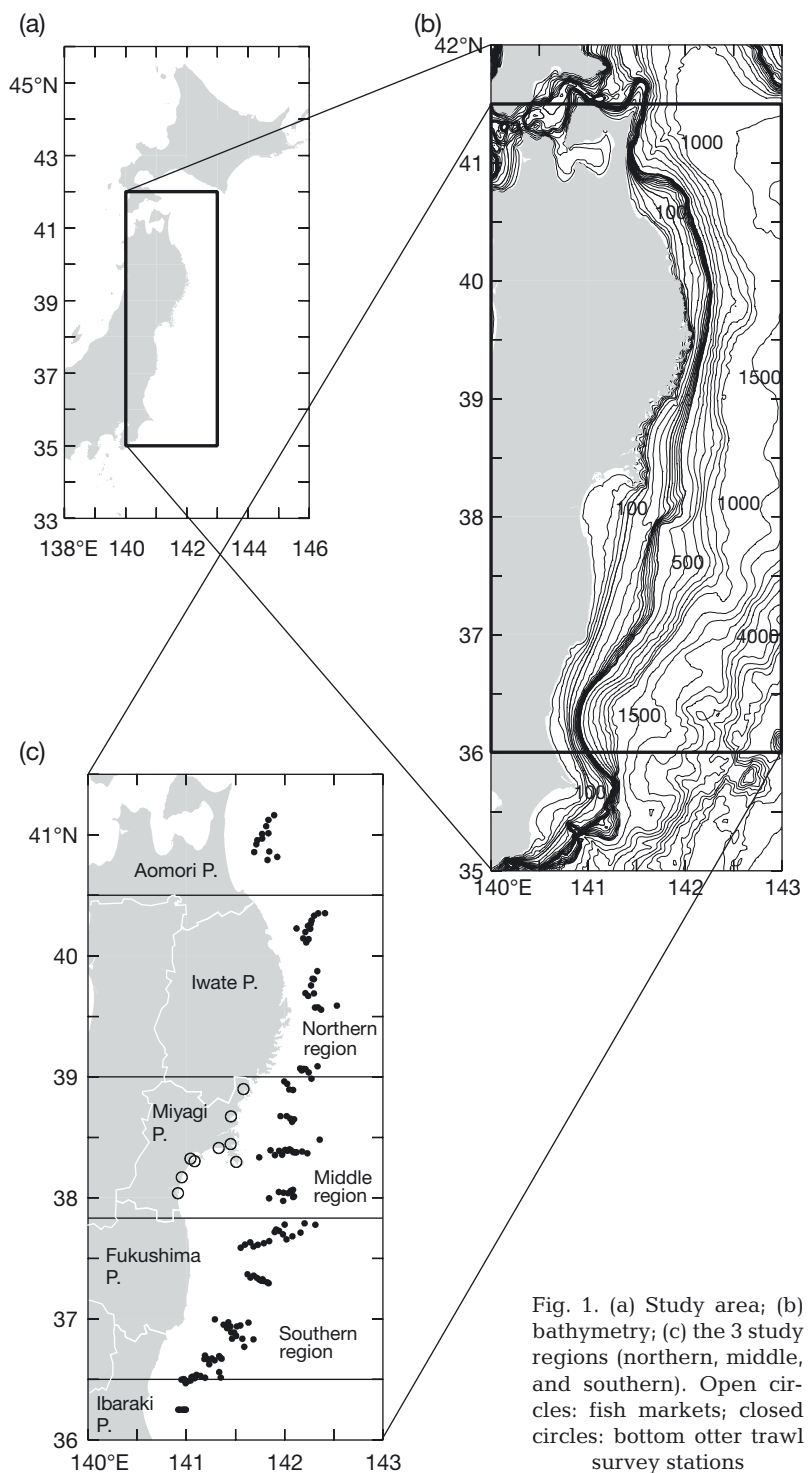 (a)
45°N
43
41
39
37
35
33
138°E 140 142 144 146
(b)
42°N
41
40
39
38
37
36
35
140°E 141 142 143
1000
100
1500
100
1000
500
4000
1500
100
(c)
41°N
40
39
38
37
36
140°E 141 142 143
Aomori P.
Iwate P.
Northern
region
Miyagi
P.
Middle
region
Fukushima
P.
Southern
region
Ibaraki
P.
Fig. 1. (a) Study area; (b)
bathymetry; (c) the 3 study
regions (northern, middle,
and southern). Open cir-
cles: fish markets; closed
circles: bottom otter trawl
survey stations